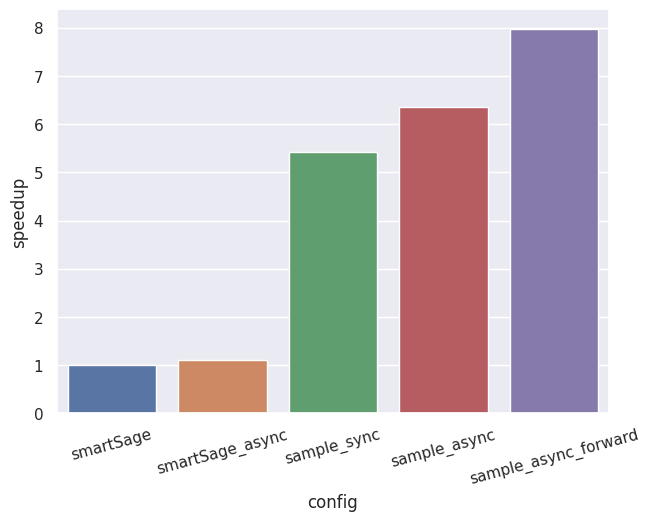 8
7
6
5
4
3
2
1
0
speedup
smartSage
smartSage_async
sample_sync
sample_async
sample_async_forward
config